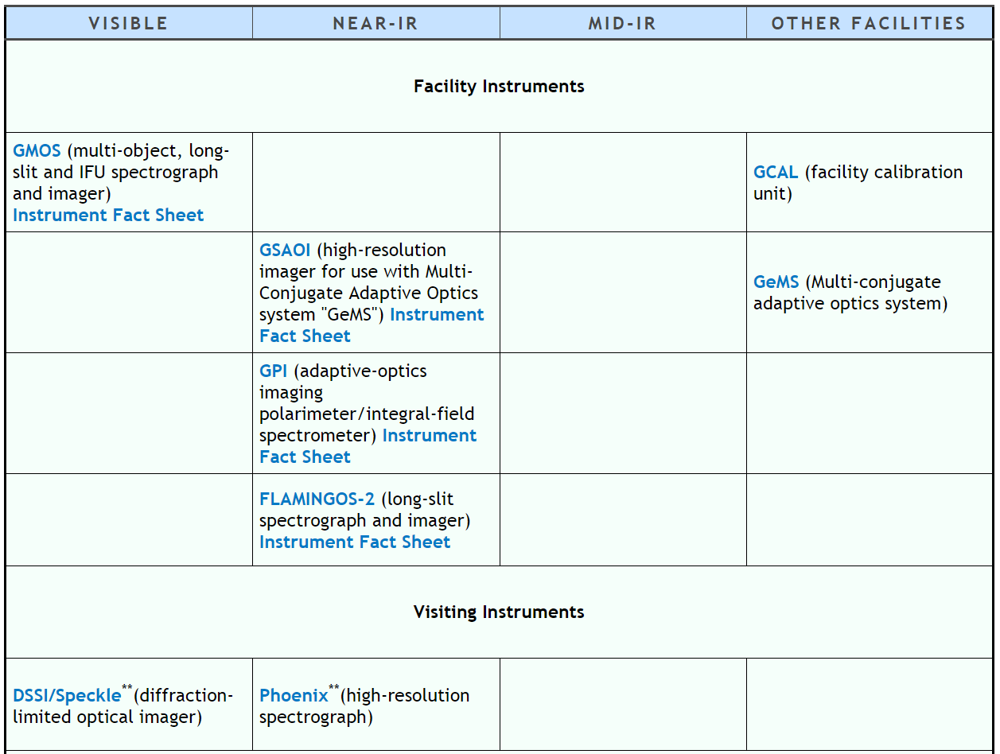 VISIBLE NEAR-IR MID-IR OTHER FACILITIES
Facility Instruments
GMOS (multi-object, long-
slit and IFU spectrograph
and imager)
Instrument Fact Sheet
GCAL (facility calibration
unit)
GSAOI (high-resolution
imager for use with Multi-
Conjugate Adaptive Optics
system "GeMS") Instrument
Fact Sheet
GeMS (Multi-conjugate
adaptive optics system)
GPI (adaptive-optics
imaging
polarimeter/integral-field
spectrometer) Instrument
Fact Sheet
FLAMINGOS-2 (long-slit
spectrograph and imager)
Instrument Fact Sheet
Visiting Instruments
DSSI/Speckle**(diffraction-
limited optical imager)
Phoenix**(high-resolution
spectrograph)